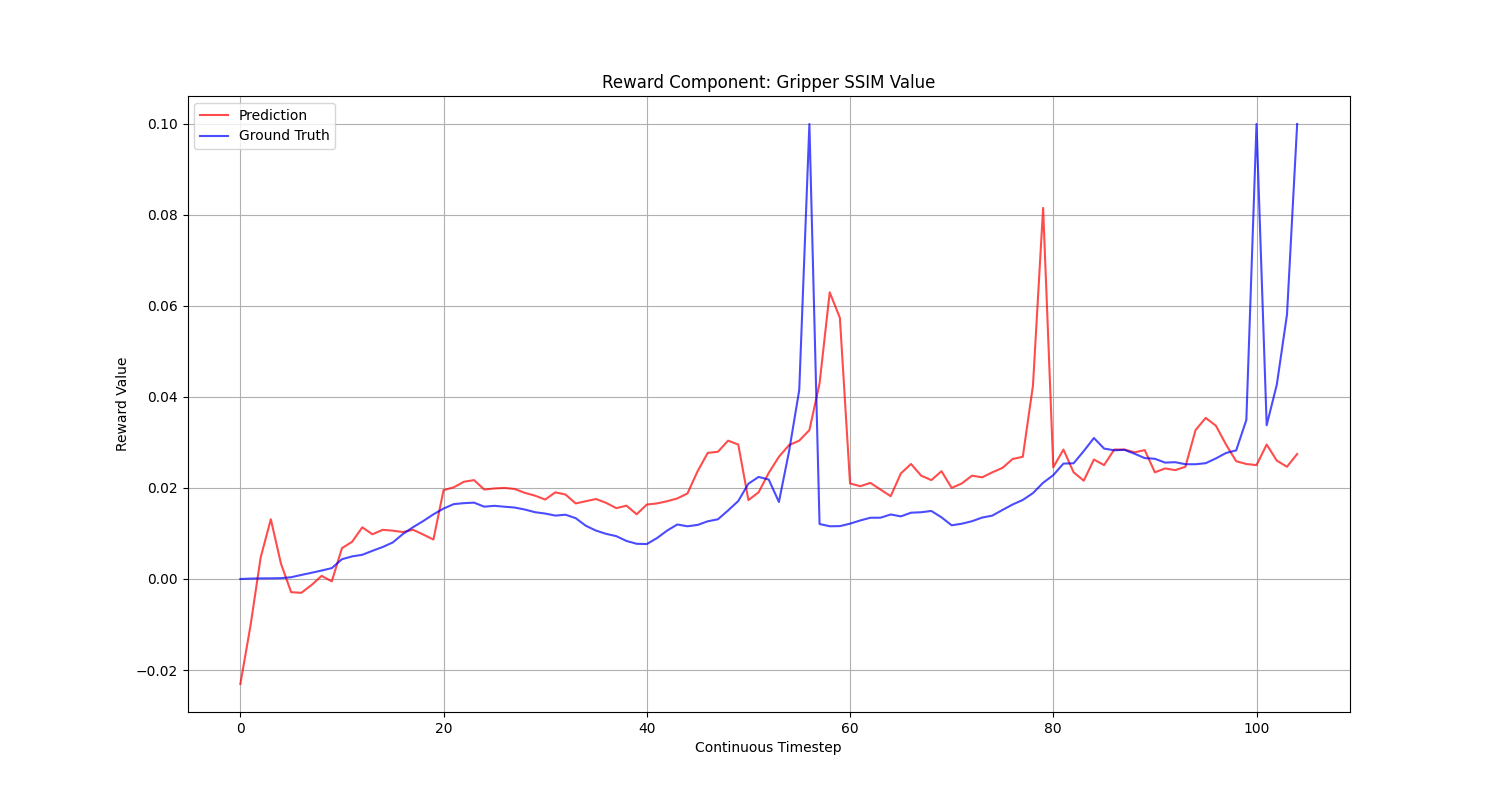 Reward Component: Gripper SSIM Value
Prediction
Ground Truth
0.10
0.08
0.06
0.04
0.02
0.00
−0.02
Reward Value
0 20 40 60 80 100
Continuous Timestep